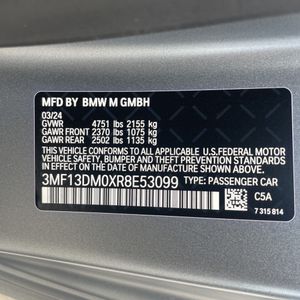 MFD BY BMW M GMBH
03/24
GVWR 4751 lbs 2155 kg
GAWR FRONT 2370 lbs 1075 kg
GAWR REAR 2502 lbs 1135 kg
THIS VEHICLE CONFORMS TO ALL APPLICABLE
U.S.FEDERAL MOTOR
VEHICLE SAFETY, BUMPER, AND THEFT PREVENTION
STANDARDS IN EFFECT ON THE DATE OF
MANUFACTURE SHOWN ABOVE.
3MF13DM0XR8E53099 TYPE: PASSENGER CAR
C5A
7 315 814